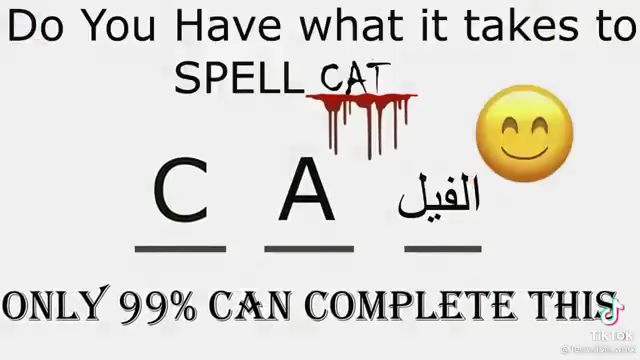 Do You Have what it takes to
SPELL CAT
C A الفيل
ONLY 99% CAN COMPLETE THIS
TikTok